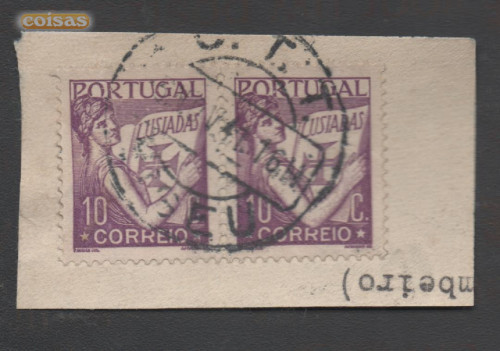 coisas
C. T. T.
PORTUGAL PORTUGAL
LUSIADAS LUSIADAS
10 C. 10 C.
CORREIO CORREIO
mbeiro)